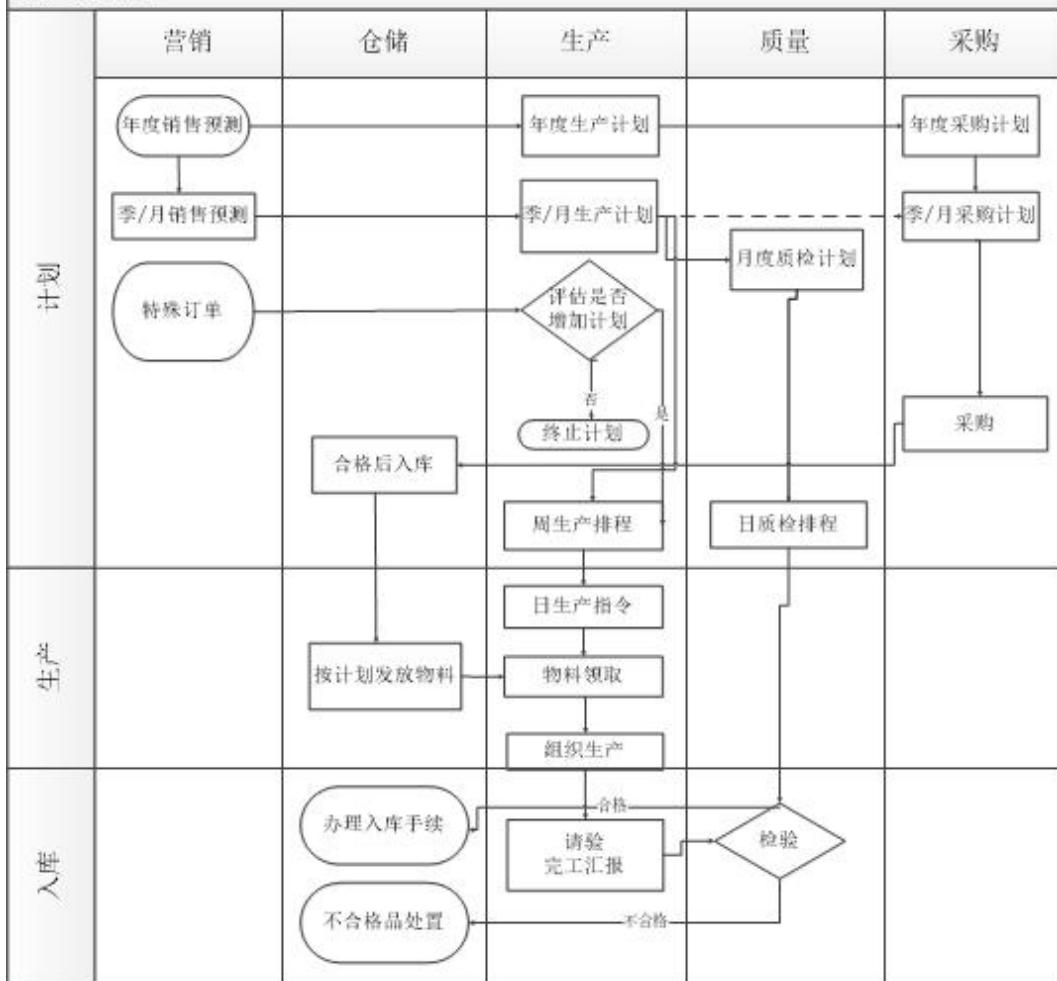 营销
仓储
生产
质量
采购
计划
年度销售预测
年度生产计划
年度采购计划
季/月销售预测
季/月生产计划
季/月采购计划
月度质检计划
特殊订单
评估是否
增加计划
否
是
终止计划
采购
合格后入库
周生产排程
日质检排程
生产
日生产指令
按计划发放物料
物料领取
组织生产
入库
办理入库手续
合格
请验
完工汇报
检验
不合格品处置
不合格